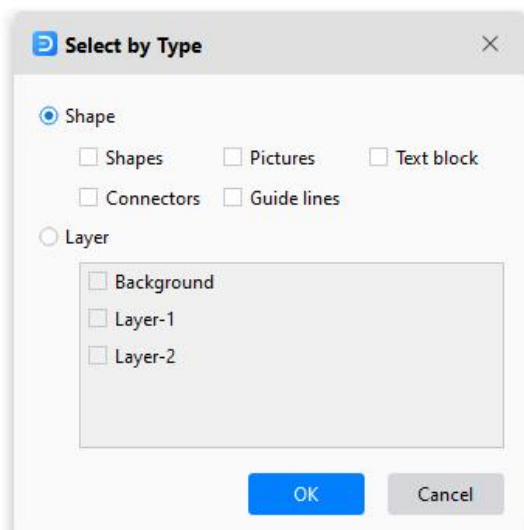 Select by Type
Shape
Shapes Pictures Text block
Connectors Guide lines
Layer
Background
Layer-1
Layer-2
OK Cancel